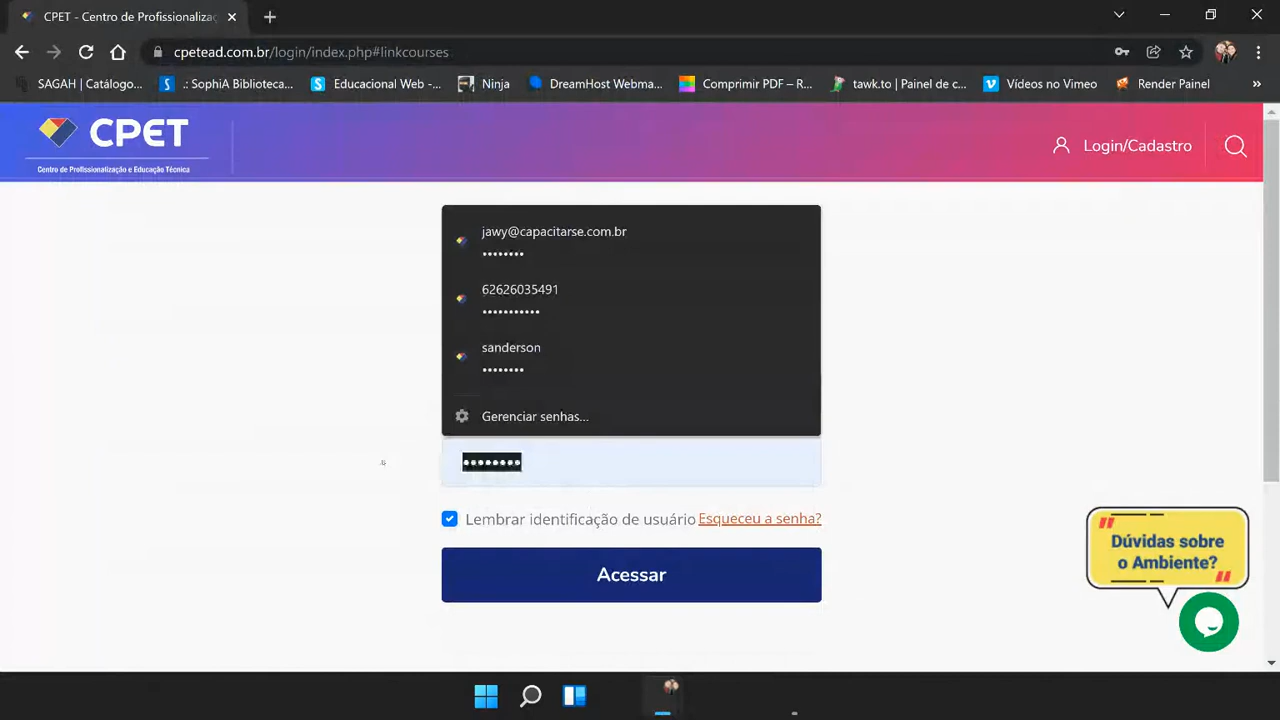 CPET - Centro de Profissionalizaç
cpetead.com.br/login/index.php#linkcourses
SAGAH | Catálogo...
.: SophiA Biblioteca...
Educacional Web -...
Ninja
DreamHost Webma...
Comprimir PDF – R...
tawk.to | Painel de c...
Vídeos no Vimeo
Render Painel
»
CPET
Centro de Profissionalização e Educação Técnica
Login/Cadastro
jawy@capacitarse.com.br
••••••••
62626035491
•••••••••••
sanderson
••••••••
Gerenciar senhas...
••••••••
Lembrar identificação de usuário Esqueceu a senha?
Acessar
"Dúvidas sobre
o Ambiente?"